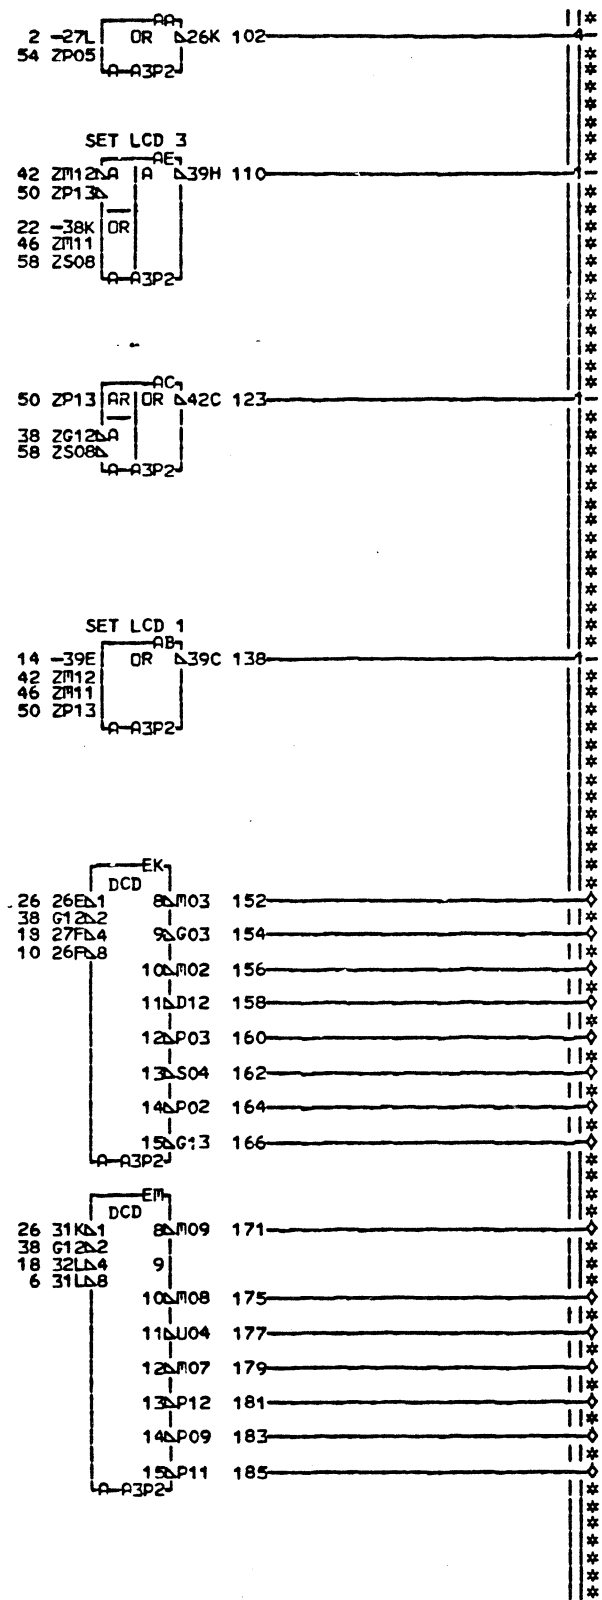 AA
2 -27L OR 26K 102
54 ZP05
A A3P2
SET LCD 3
AE
42 ZM12 A A 39H 110
50 ZP13
22 -38K OR
46 ZM11
58 ZS08
A A3P2
AC
50 ZP13 AR OR 42C 123
38 ZG12 A
58 ZS08
A A3P2
SET LCD 1
AB
14 -39E OR 39C 138
42 ZM12
46 ZM11
50 ZP13
A A3P2
EK
DCD
26 26E 1 8 M03 152
38 G12 2
18 27F 4 9 G03 154
10 26F 8
10 M02 156
11 D12 158
12 P03 160
13 S04 162
14 P02 164
15 G13 166
A A3P2
EM
DCD
26 31K 1 8 M09 171
38 G12 2
18 32L 4 9
6 31L 8
10 M08 175
11 U04 177
12 M07 179
13 P12 181
14 P09 183
15 P11 185
A A3P2